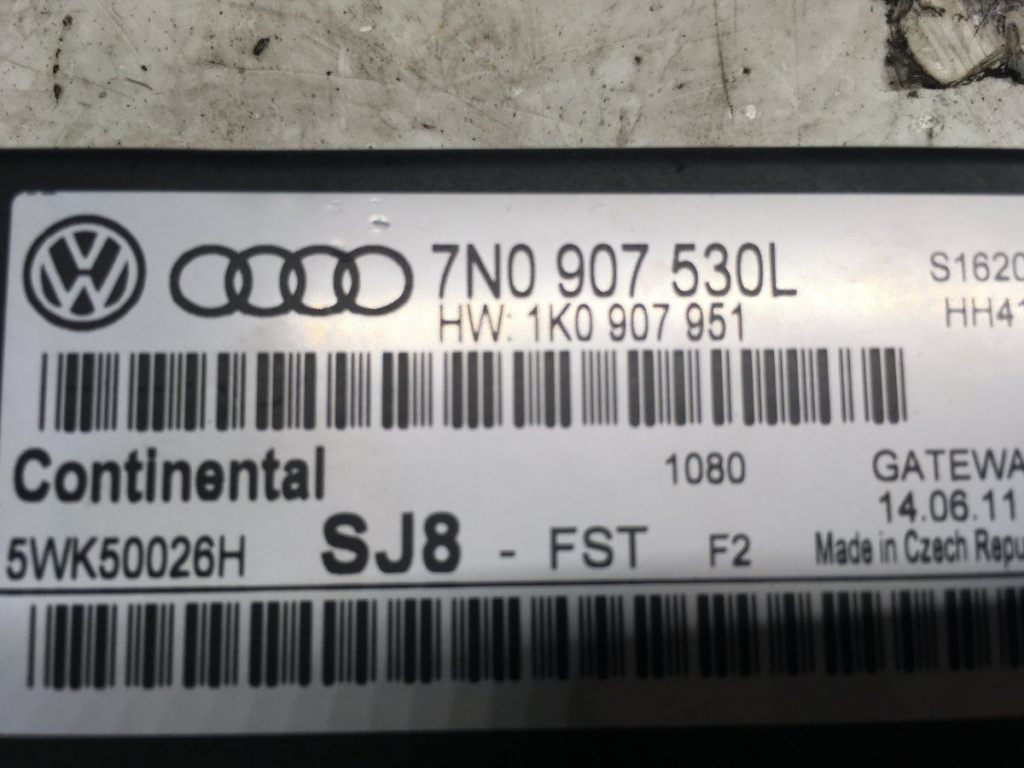 7N0 907 530L S1620
HW: 1K0 907 951 HH41
Continental 1080 GATEWA
5WK50026H SJ8 - FST F2 14.06.11
Made in Czech Repu